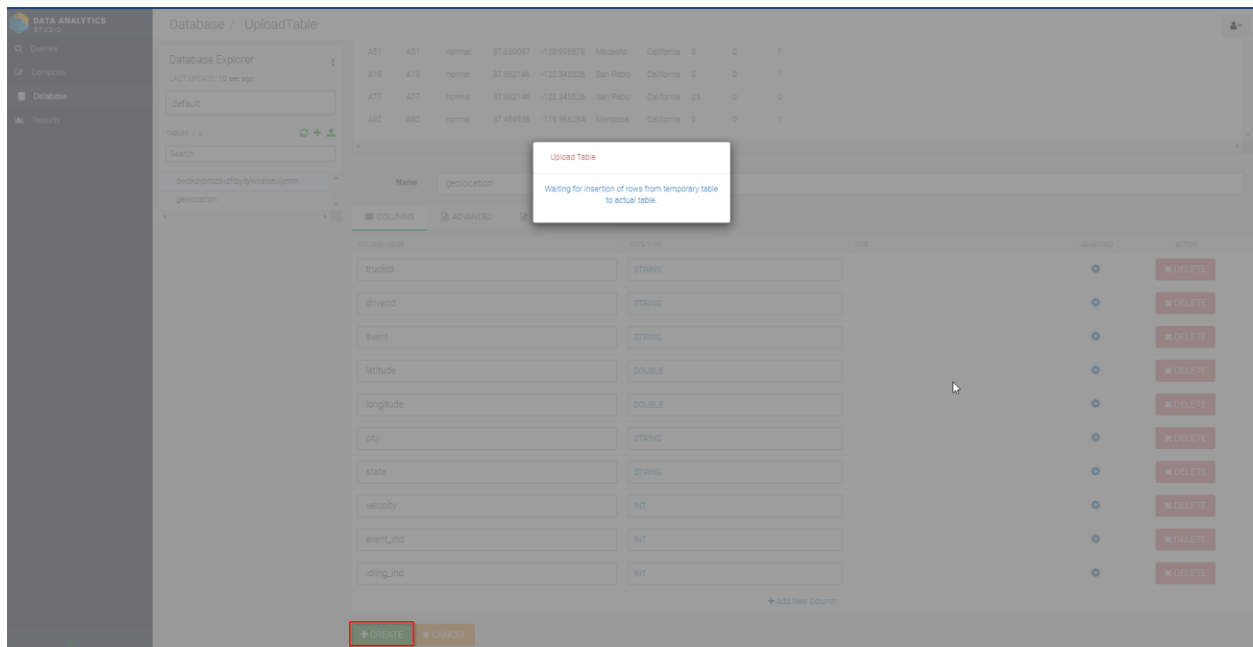 DATA ANALYTICS
STUDIO
Database / UploadTable
Queries
Compose
Database
Reports
Database Explorer
LAST UPDATE: 10 sec ago
default
TABLES | 2
Search
geolocation
A51 A51 normal 37.639097 -120.996878 Modesto California 0 0 1
A19 A19 normal 37.962146 -122.345526 San Pablo California 0 0 1
A77 A77 normal 37.962146 -122.345526 San Pablo California 25 0 0
A92 A92 normal 37.484938 -119.966284 Mariposa California 0 0 1
Upload Table
Waiting for insertion of rows from temporary table
to actual table.
Name geolocation
COLUMNS ADVANCED
COLUMN NAME DATA TYPE SIZE ADVANCED ACTION
truckid STRING DELETE
driverid STRING DELETE
event STRING DELETE
latitude DOUBLE DELETE
longitude DOUBLE DELETE
city STRING DELETE
state STRING DELETE
velocity INT DELETE
event_ind INT DELETE
idling_ind INT DELETE
Add New Column
+ CREATE CANCEL